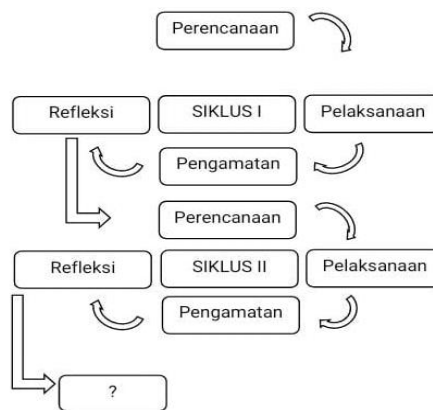 Perencanaan
Refleksi
SIKLUS I
Pelaksanaan
Pengamatan
Perencanaan
Refleksi
SIKLUS II
Pelaksanaan
Pengamatan
?